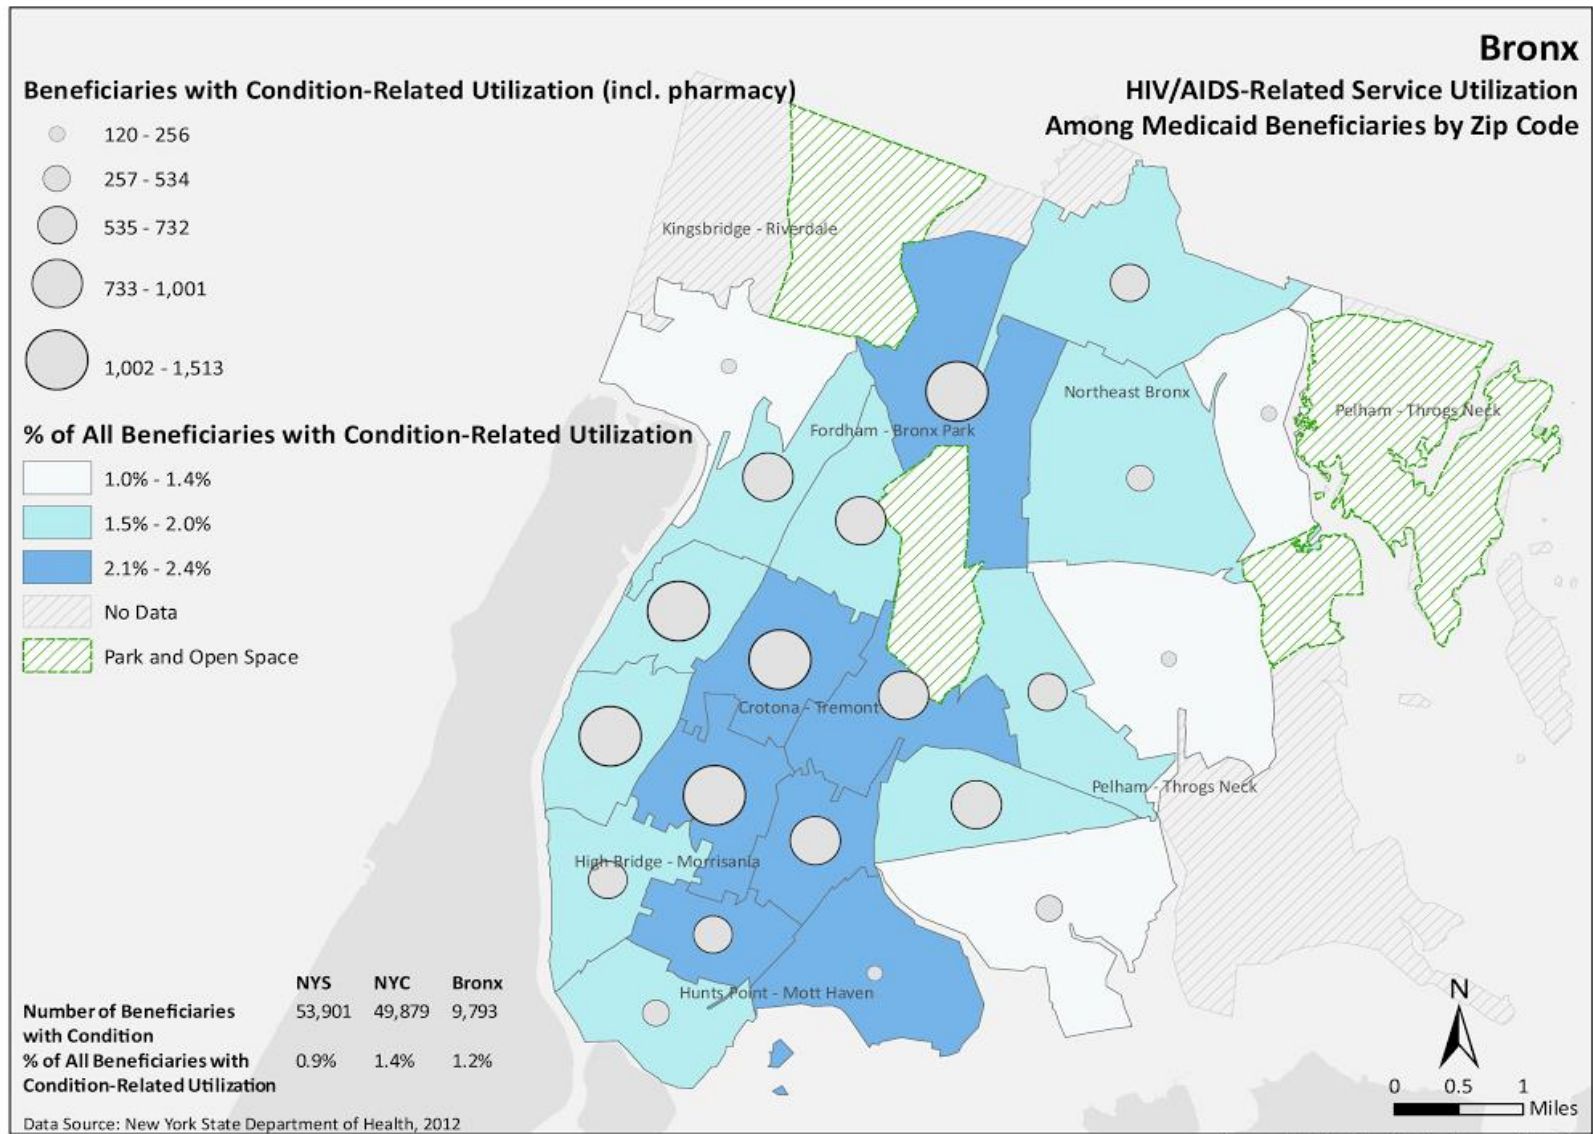 Bronx
HIV/AIDS-Related Service Utilization
Among Medicaid Beneficiaries by Zip Code
Beneficiaries with Condition-Related Utilization (incl. pharmacy)
120 - 256
257 - 534
535 - 732
733 - 1,001
1,002 - 1,513
% of All Beneficiaries with Condition-Related Utilization
1.0% - 1.4%
1.5% - 2.0%
2.1% - 2.4%
No Data
Park and Open Space
Kingsbridge - Riverdale
Northeast Bronx
Pelham - Throgs Neck
Fordham - Bronx Park
Crotona - Tremont
Pelham - Throgs Neck
High Bridge - Morrisania
Hunts Point - Mott Haven
NYS NYC Bronx
Number of Beneficiaries 53,901 49,879 9,793
with Condition
% of All Beneficiaries with 0.9% 1.4% 1.2%
Condition-Related Utilization
Data Source: New York State Department of Health, 2012
N
0 0.5 1
Miles